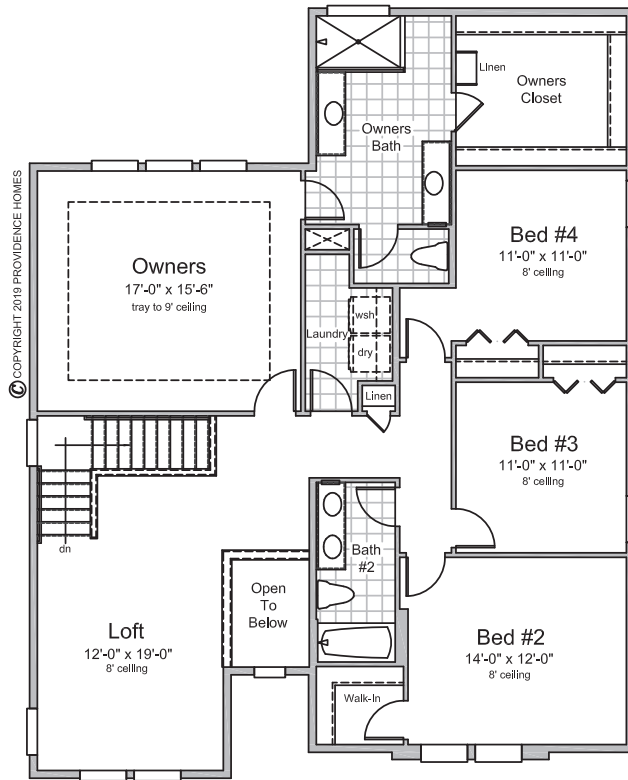 LInen
Owners
Closet
Owners
Bath
© COPYRIGHT 2019 PROVIDENCE HOMES
Owners
17'-0" x 15'-6"
tray to 9' ceiling
Bed #4
11'-0" x 11'-0"
8' ceiling
Laundry
wsh
dry
Linen
Bed #3
11'-0" x 11'-0"
8' ceiling
dn
Bath
#2
Open
To
Below
Loft
12'-0" x 19'-0"
8' ceiling
Bed #2
14'-0" x 12'-0"
8' ceiling
Walk-In